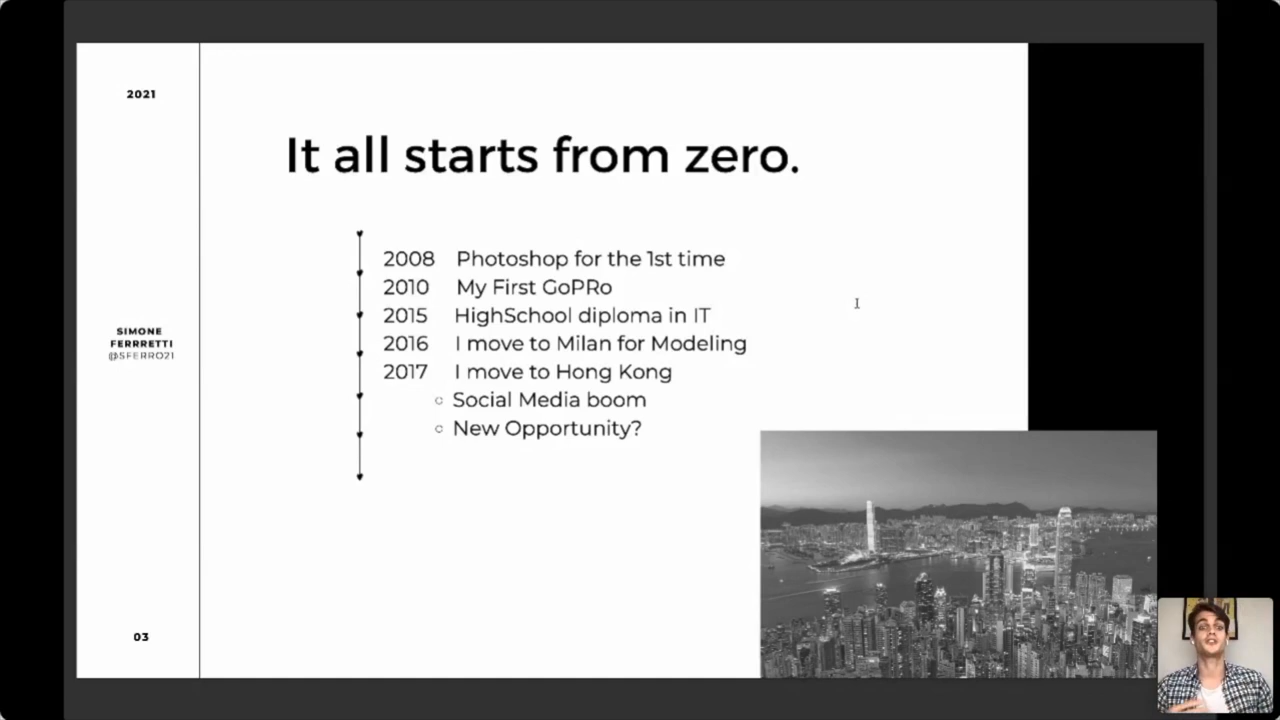 2021
It all starts from zero.
2008 Photoshop for the 1st time
2010 My First GoPRo
2015 HighSchool diploma in IT
2016 I move to Milan for Modeling
2017 I move to Hong Kong
Social Media boom
New Opportunity?
SIMONE
FERRRETTI
@SFERRO21
03